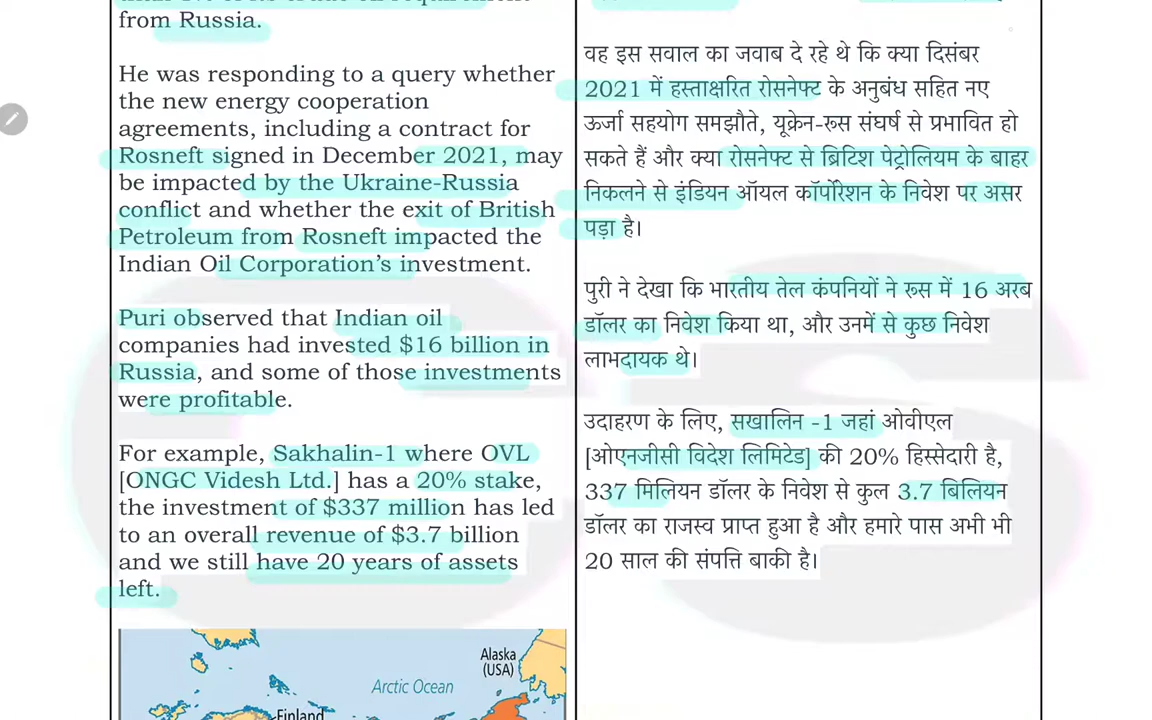 from Russia.
He was responding to a query whether
the new energy cooperation
agreements, including a contract for
Rosneft signed in December 2021, may
be impacted by the Ukraine-Russia
conflict and whether the exit of British
Petroleum from Rosneft impacted the
Indian Oil Corporation's investment.
Puri observed that Indian oil
companies had invested $16 billion in
Russia, and some of those investments
were profitable.
For example, Sakhalin-1 where OVL
[ONGC Videsh Ltd.] has a 20% stake,
the investment of $337 million has led
to an overall revenue of $3.7 billion
and we still have 20 years of assets
left.
वह इस सवाल का जवाब दे रहे थे कि क्या दिसंबर
2021 में हस्ताक्षरित रोसनेफ्ट के अनुबंध सहित नए
ऊर्जा सहयोग समझौते, यूक्रेन-रूस संघर्ष से प्रभावित हो
सकते हैं और क्या रोसनेफ्ट से ब्रिटिश पेट्रोलियम के बाहर
निकलने से इंडियन ऑयल कॉर्पोरेशन के निवेश पर असर
पड़ा है।
पुरी ने देखा कि भारतीय तेल कंपनियों ने रूस में 16 अरब
डॉलर का निवेश किया था, और उनमें से कुछ निवेश
लाभदायक थे।
उदाहरण के लिए, सखालिन -1 जहां ओवीएल
[ओएनजीसी विदेश लिमिटेड] की 20% हिस्सेदारी है,
337 मिलियन डॉलर के निवेश से कुल 3.7 बिलियन
डॉलर का राजस्व प्राप्त हुआ है और हमारे पास अभी भी
20 साल की संपत्ति बाकी है।
Alaska
(USA)
Arctic Ocean
Finland